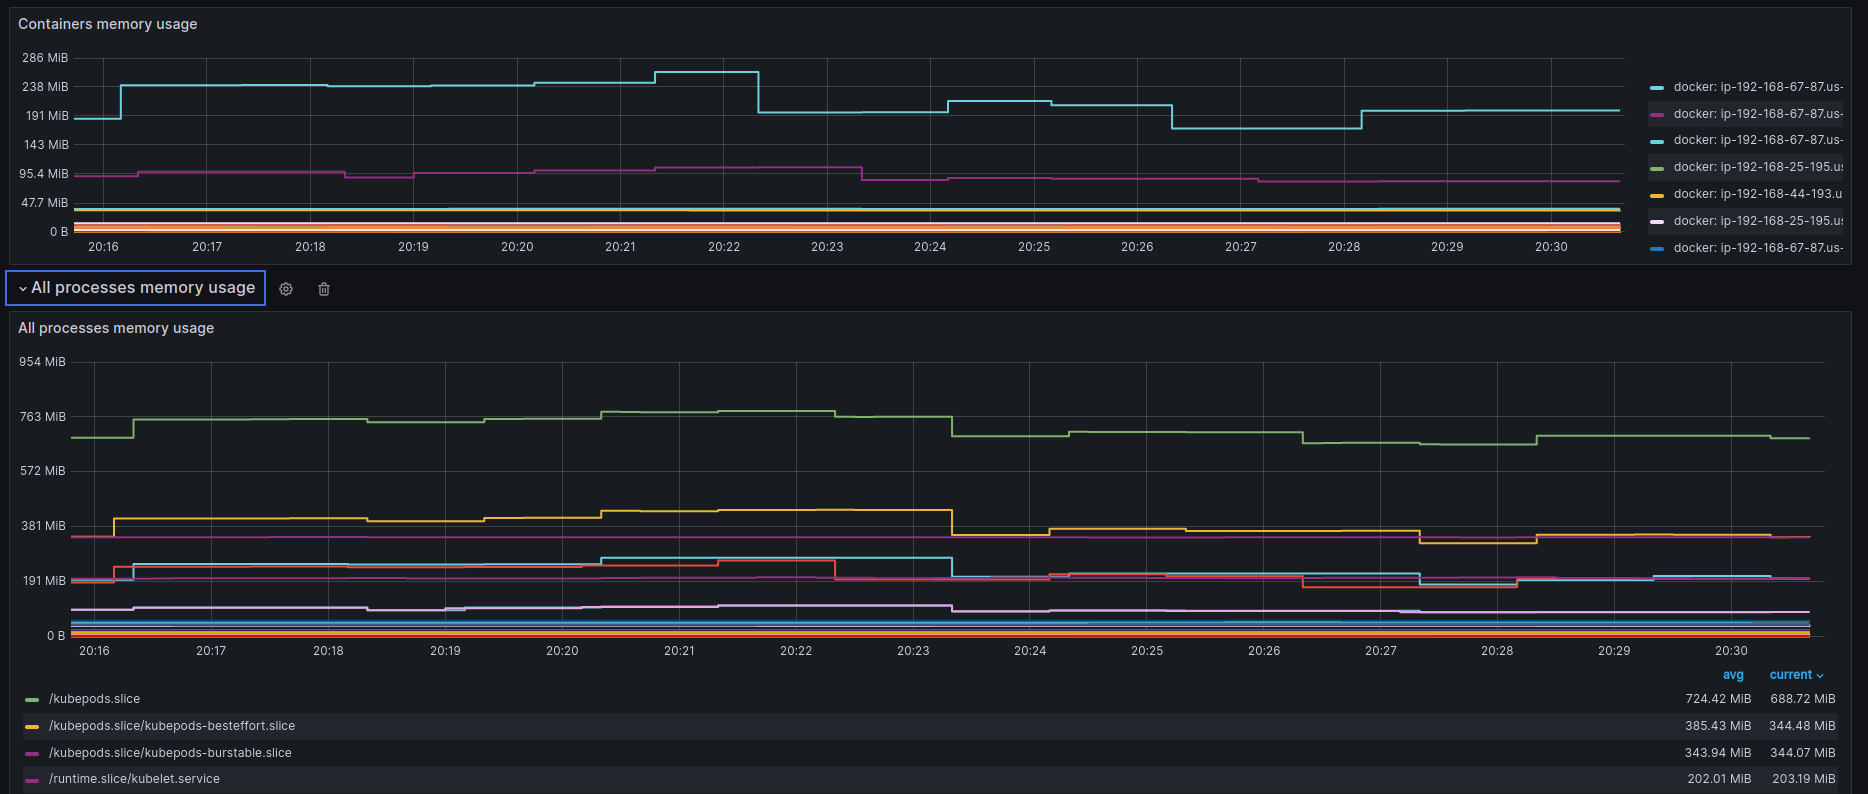 Containers memory usage
286 MiB
238 MiB
191 MiB
143 MiB
95.4 MiB
47.7 MiB
0 B
20:16 20:17 20:18 20:19 20:20 20:21 20:22 20:23 20:24 20:25 20:26 20:27 20:28 20:29 20:30
docker: ip-192-168-67-87.us-
docker: ip-192-168-67-87.us-
docker: ip-192-168-67-87.us-
docker: ip-192-168-25-195.us
docker: ip-192-168-44-193.u
docker: ip-192-168-25-195.us
docker: ip-192-168-67-87.us-
All processes memory usage
All processes memory usage
954 MiB
763 MiB
572 MiB
381 MiB
191 MiB
0 B
20:16 20:17 20:18 20:19 20:20 20:21 20:22 20:23 20:24 20:25 20:26 20:27 20:28 20:29 20:30
avg current
/kubepods.slice 724.42 MiB 688.72 MiB
/kubepods.slice/kubepods-besteffort.slice 385.43 MiB 344.48 MiB
/kubepods.slice/kubepods-burstable.slice 343.94 MiB 344.07 MiB
/runtime.slice/kubelet.service 202.01 MiB 203.19 MiB